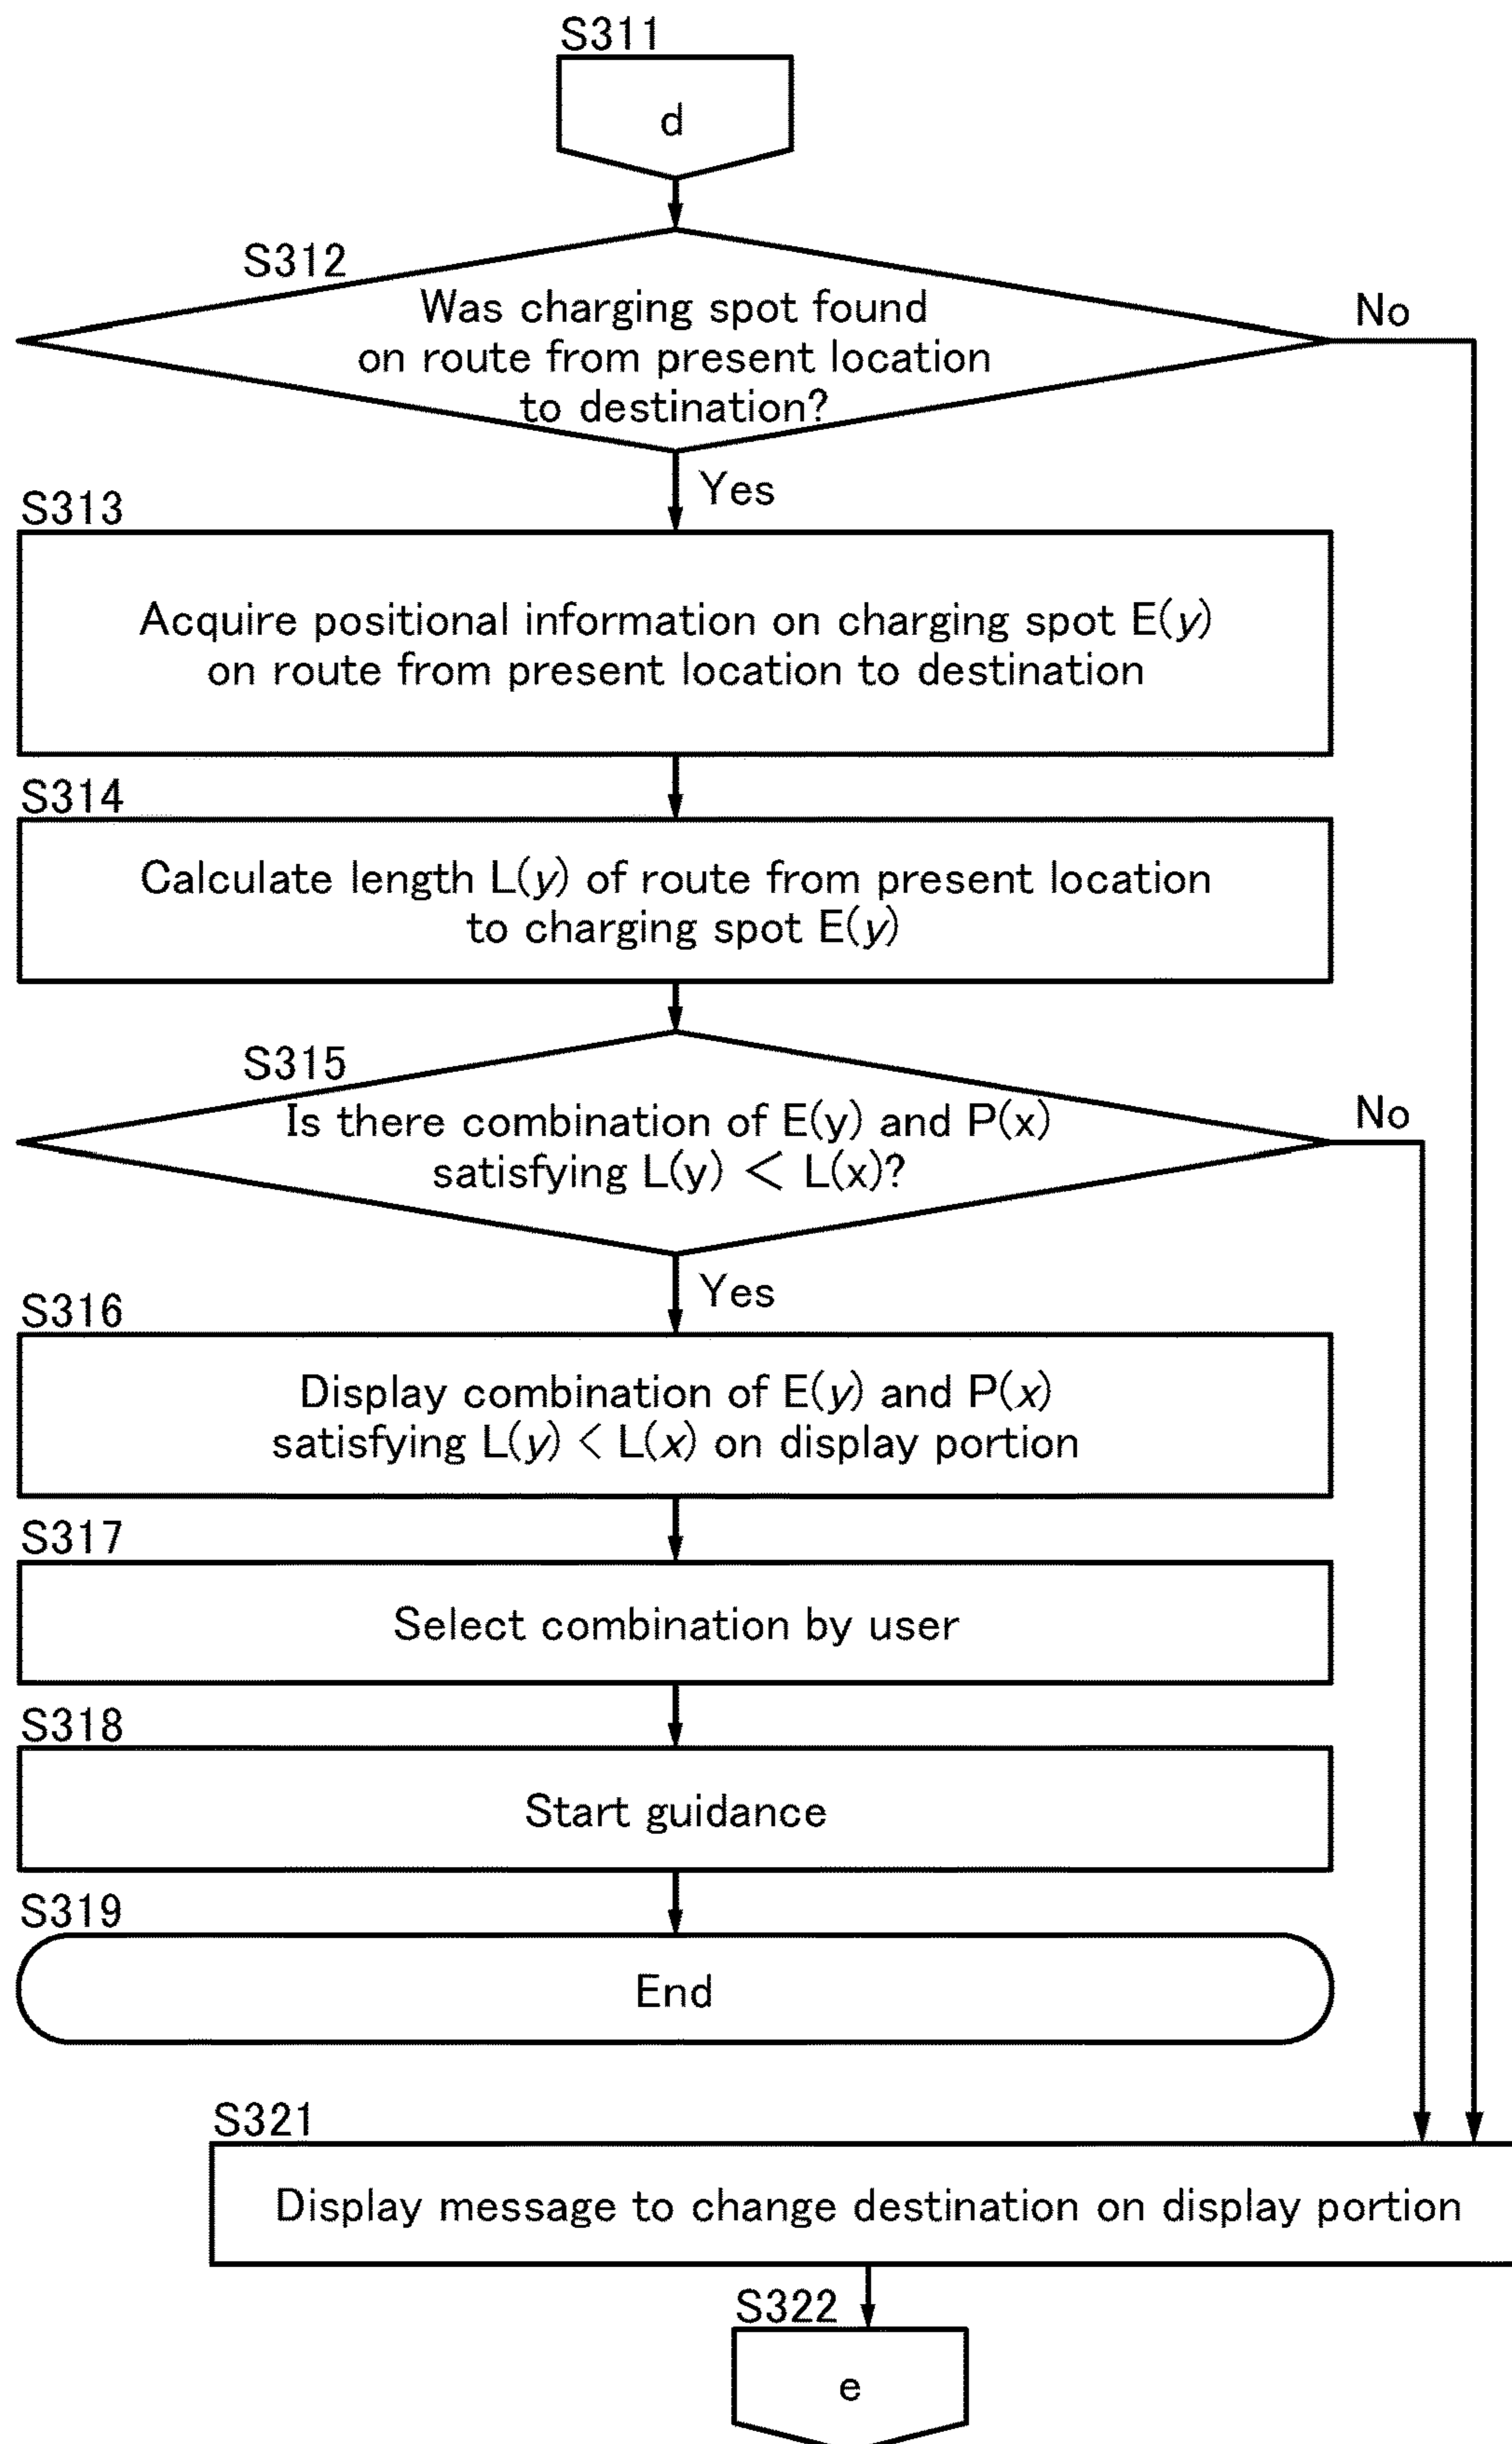 S311
d
S312
Was charging spot found
on route from present location
to destination?
No
Yes
S313
Acquire positional information on charging spot E(y)
on route from present location to destination
S314
Calculate length L(y) of route from present location
to charging spot E(y)
S315
Is there combination of E(y) and P(x)
satisfying L(y) < L(x)?
No
Yes
S316
Display combination of E(y) and P(x)
satisfying L(y) < L(x) on display portion
S317
Select combination by user
S318
Start guidance
S319
End
S321
Display message to change destination on display portion
S322
e